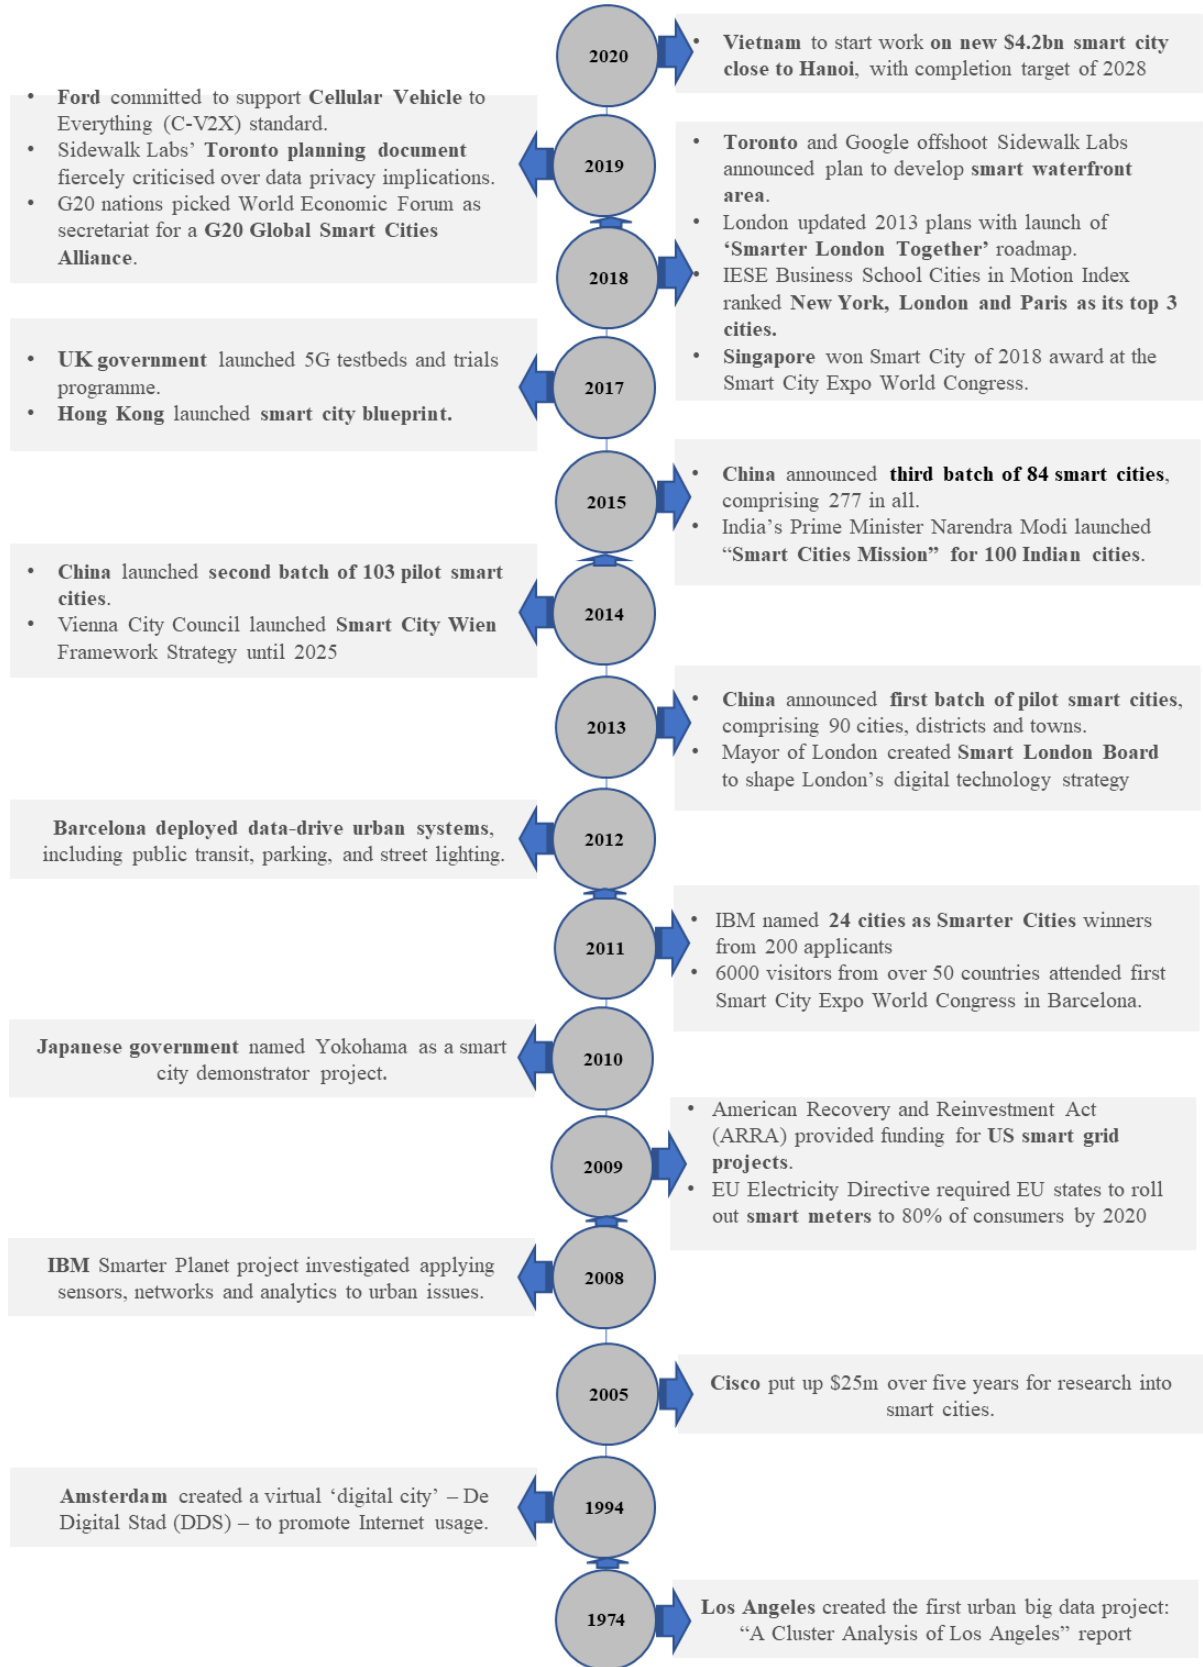 2020
• Vietnam to start work on new $4.2bn smart city
close to Hanoi, with completion target of 2028
• Ford committed to support Cellular Vehicle to
Everything (C-V2X) standard.
• Sidewalk Labs’ Toronto planning document
fiercely criticised over data privacy implications.
• G20 nations picked World Economic Forum as
secretariat for a G20 Global Smart Cities
Alliance.
2019
2018
• Toronto and Google offshoot Sidewalk Labs
announced plan to develop smart waterfront
area.
• London updated 2013 plans with launch of
‘Smarter London Together’ roadmap.
• IESE Business School Cities in Motion Index
ranked New York, London and Paris as its top 3
cities.
• Singapore won Smart City of 2018 award at the
Smart City Expo World Congress.
• UK government launched 5G testbeds and trials
programme.
• Hong Kong launched smart city blueprint.
2017
2015
• China announced third batch of 84 smart cities,
comprising 277 in all.
• India’s Prime Minister Narendra Modi launched
“Smart Cities Mission” for 100 Indian cities.
• China launched second batch of 103 pilot smart
cities.
• Vienna City Council launched Smart City Wien
Framework Strategy until 2025
2014
2013
• China announced first batch of pilot smart cities,
comprising 90 cities, districts and towns.
• Mayor of London created Smart London Board
to shape London’s digital technology strategy
Barcelona deployed data-drive urban systems,
including public transit, parking, and street lighting.
2012
2011
• IBM named 24 cities as Smarter Cities winners
from 200 applicants
• 6000 visitors from over 50 countries attended first
Smart City Expo World Congress in Barcelona.
Japanese government named Yokohama as a smart
city demonstrator project.
2010
2009
• American Recovery and Reinvestment Act
(ARRA) provided funding for US smart grid
projects.
• EU Electricity Directive required EU states to roll
out smart meters to 80% of consumers by 2020
IBM Smarter Planet project investigated applying
sensors, networks and analytics to urban issues.
2008
2005
Cisco put up $25m over five years for research into
smart cities.
Amsterdam created a virtual ‘digital city’ – De
Digital Stad (DDS) – to promote Internet usage.
1994
1974
Los Angeles created the first urban big data project:
“A Cluster Analysis of Los Angeles” report